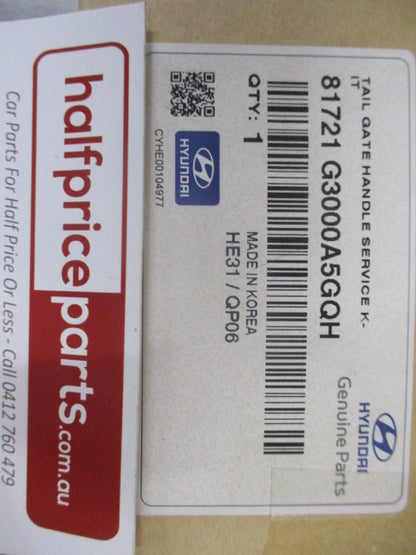 HYUNDAI
Genuine Parts
TAIL GATE HANDLE SERVICE K-
IT
81721 G3000A5GQH
QTY: 1
MADE IN KOREA
HE31 / QP06
HYUNDAI
CYHE00104977
halfpriceparts.com.au
Car Parts For Half Price Or Less - Call 0412 760 479